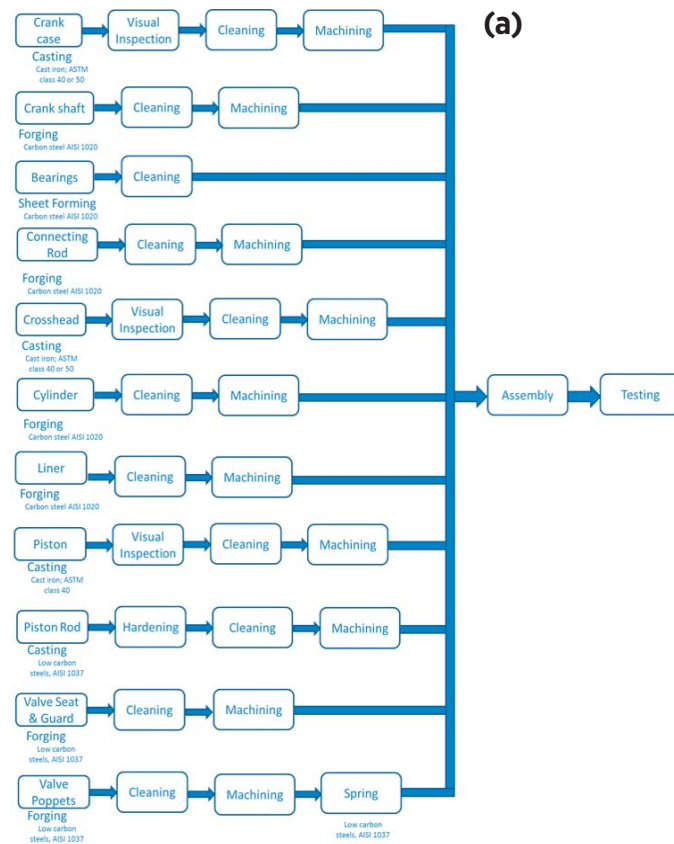 (a)
Crank
case
Visual
Inspection
Cleaning
Machining
Casting
Cast iron; ASTM
class 40 or 50
Crank shaft
Cleaning
Machining
Forging
Carbon steel AISI 1020
Bearings
Cleaning
Sheet Forming
Carbon steel AISI 1020
Connecting
Rod
Cleaning
Machining
Forging
Carbon steel AISI 1020
Crosshead
Visual
Inspection
Cleaning
Machining
Casting
Cast iron; ASTM
class 40 or 50
Cylinder
Cleaning
Machining
Forging
Carbon steel AISI 1020
Assembly
Testing
Liner
Cleaning
Machining
Forging
Carbon steel AISI 1020
Piston
Visual
Inspection
Cleaning
Machining
Casting
Cast iron; ASTM
class 40
Piston Rod
Hardening
Cleaning
Machining
Casting
Low carbon
steels, AISI 1037
Valve Seat
& Guard
Cleaning
Machining
Forging
Low carbon
steels, AISI 1037
Valve
Poppets
Cleaning
Machining
Spring
Forging
Low carbon
steels, AISI 1037
Low carbon
steels, AISI 1037